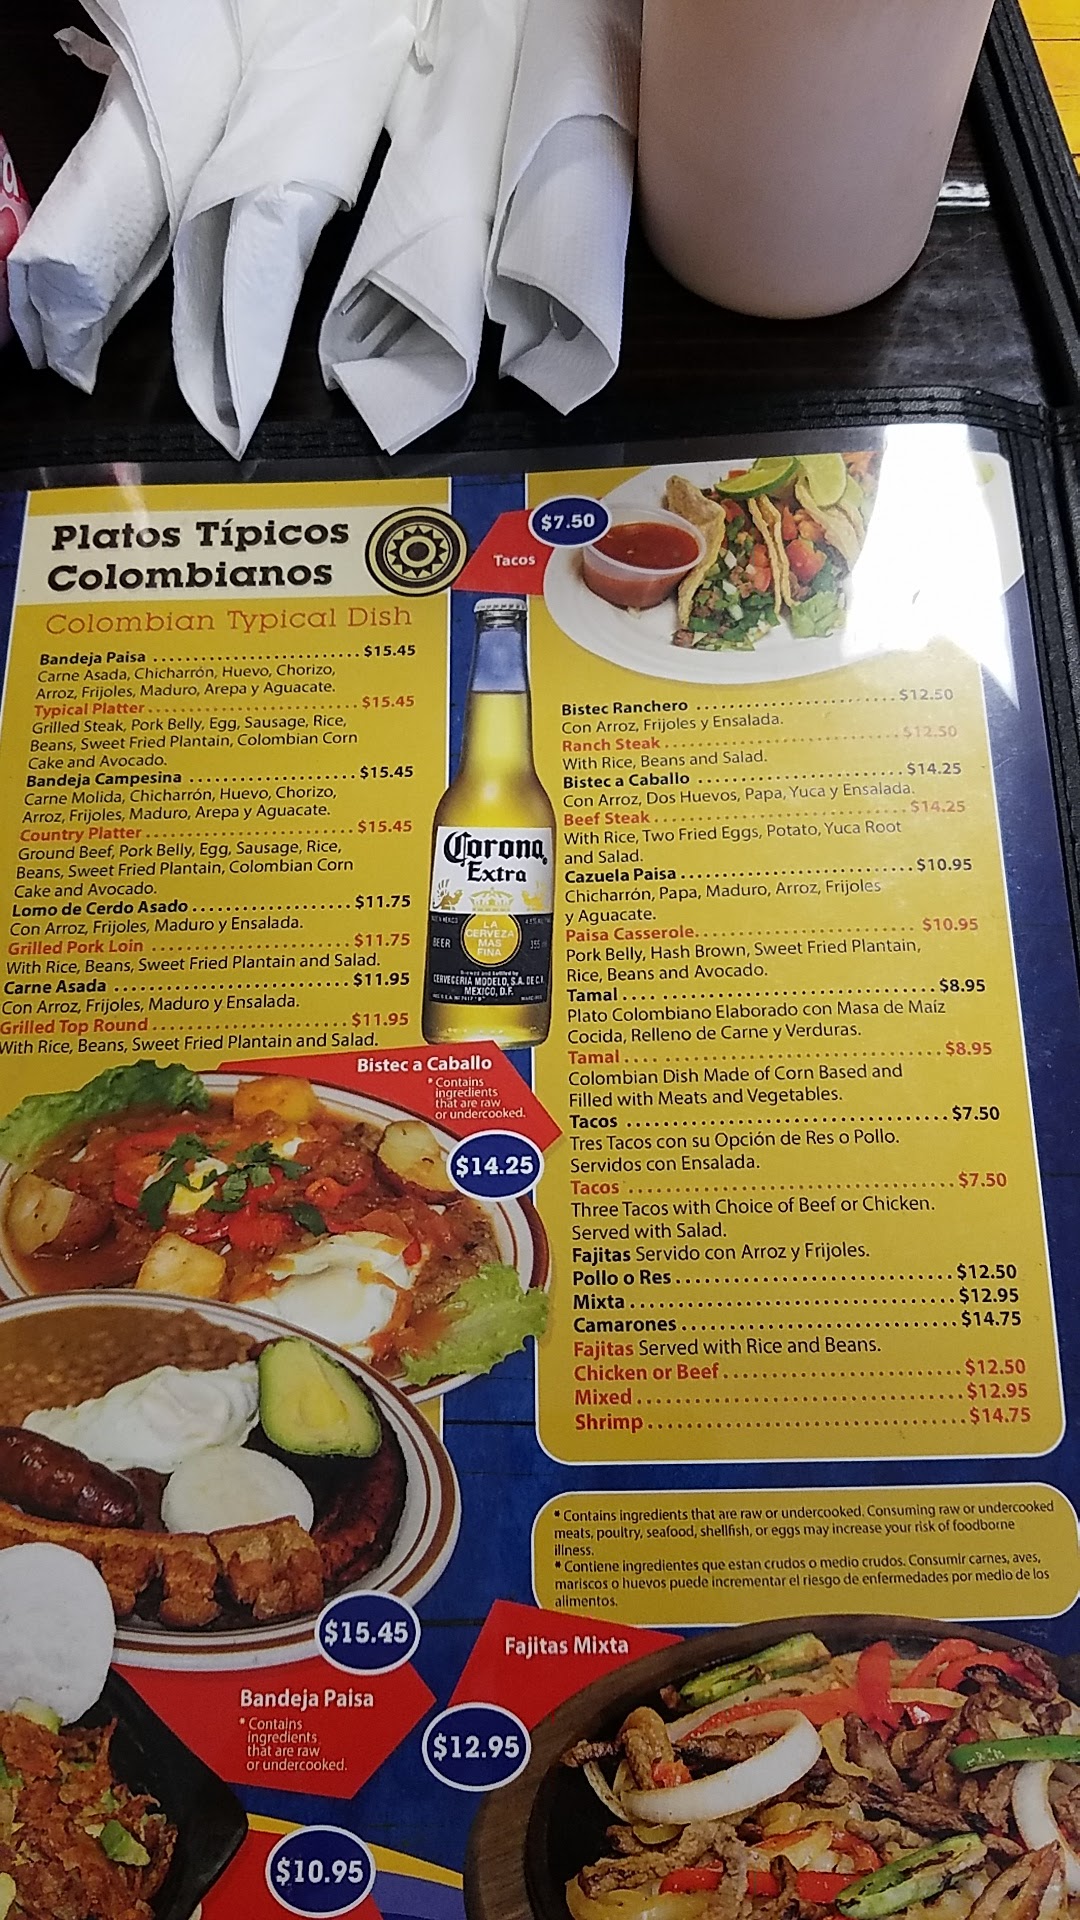 Platos Típicos
Colombianos
Colombian Typical Dish
Bandeja Paisa ........................... $15.45
Carne Asada, Chicharrón, Huevo, Chorizo,
Arroz, Frijoles, Maduro, Arepa y Aguacate.
Typical Platter ........................... $15.45
Grilled Steak, Pork Belly, Egg, Sausage, Rice,
Beans, Sweet Fried Plantain, Colombian Corn
Cake and Avocado.
Bandeja Campesina ...................... $15.45
Carne Molida, Chicharrón, Huevo, Chorizo,
Arroz, Frijoles, Maduro, Arepa y Aguacate.
Country Platter ........................... $15.45
Ground Beef, Pork Belly, Egg, Sausage, Rice,
Beans, Sweet Fried Plantain, Colombian Corn
Cake and Avocado.
Lomo de Cerdo Asado .................... $11.75
Con Arroz, Frijoles, Maduro y Ensalada.
Grilled Pork Loin ......................... $11.75
With Rice, Beans, Sweet Fried Plantain and Salad.
Carne Asada ............................... $11.95
Con Arroz, Frijoles, Maduro y Ensalada.
Grilled Top Round ......................... $11.95
With Rice, Beans, Sweet Fried Plantain and Salad.
Corona
Extra
LA
CERVEZA
MAS
FINA
BEER
CERVECERIA MODELO, S.A. DE C.V.
MEXICO, D.F.
$7.50
Tacos
Bistec Ranchero .......................... $12.50
Con Arroz, Frijoles y Ensalada.
Ranch Steak ............................... $12.50
With Rice, Beans and Salad.
Bistec a Caballo .......................... $14.25
Con Arroz, Dos Huevos, Papa, Yuca y Ensalada.
Beef Steak ................................ $14.25
With Rice, Two Fried Eggs, Potato, Yuca Root
and Salad.
Cazuela Paisa ............................. $10.95
Chicharrón, Papa, Maduro, Arroz, Frijoles
y Aguacate.
Paisa Casserole ........................... $10.95
Pork Belly, Hash Brown, Sweet Fried Plantain,
Rice, Beans and Avocado.
Tamal ..................................... $8.95
Plato Colombiano Elaborado con Masa de Maíz
Cocida, Relleno de Carne y Verduras.
Tamal ..................................... $8.95
Colombian Dish Made of Corn Based and
Filled with Meats and Vegetables.
Tacos ..................................... $7.50
Tres Tacos con su Opción de Res o Pollo.
Servidos con Ensalada.
Tacos ..................................... $7.50
Three Tacos with Choice of Beef or Chicken.
Served with Salad.
Fajitas Servido con Arroz y Frijoles.
Pollo o Res ............................... $12.50
Mixta ..................................... $12.95
Camarones ................................. $14.75
Fajitas Served with Rice and Beans.
Chicken or Beef ........................... $12.50
Mixed ..................................... $12.95
Shrimp .................................... $14.75
Bistec a Caballo
* Contains
ingredients
that are raw
or undercooked.
$14.25
* Contains ingredients that are raw or undercooked. Consuming raw or undercooked
meats, poultry, seafood, shellfish, or eggs may increase your risk of foodborne
illness.
* Contiene ingredientes que estan crudos o medio crudos. Consumir carnes, aves,
mariscos o huevos puede incrementar el riesgo de enfermedades por medio de los
alimentos.
$15.45
Bandeja Paisa
* Contains
ingredients
that are raw
or undercooked.
Fajitas Mixta
$12.95
$10.95